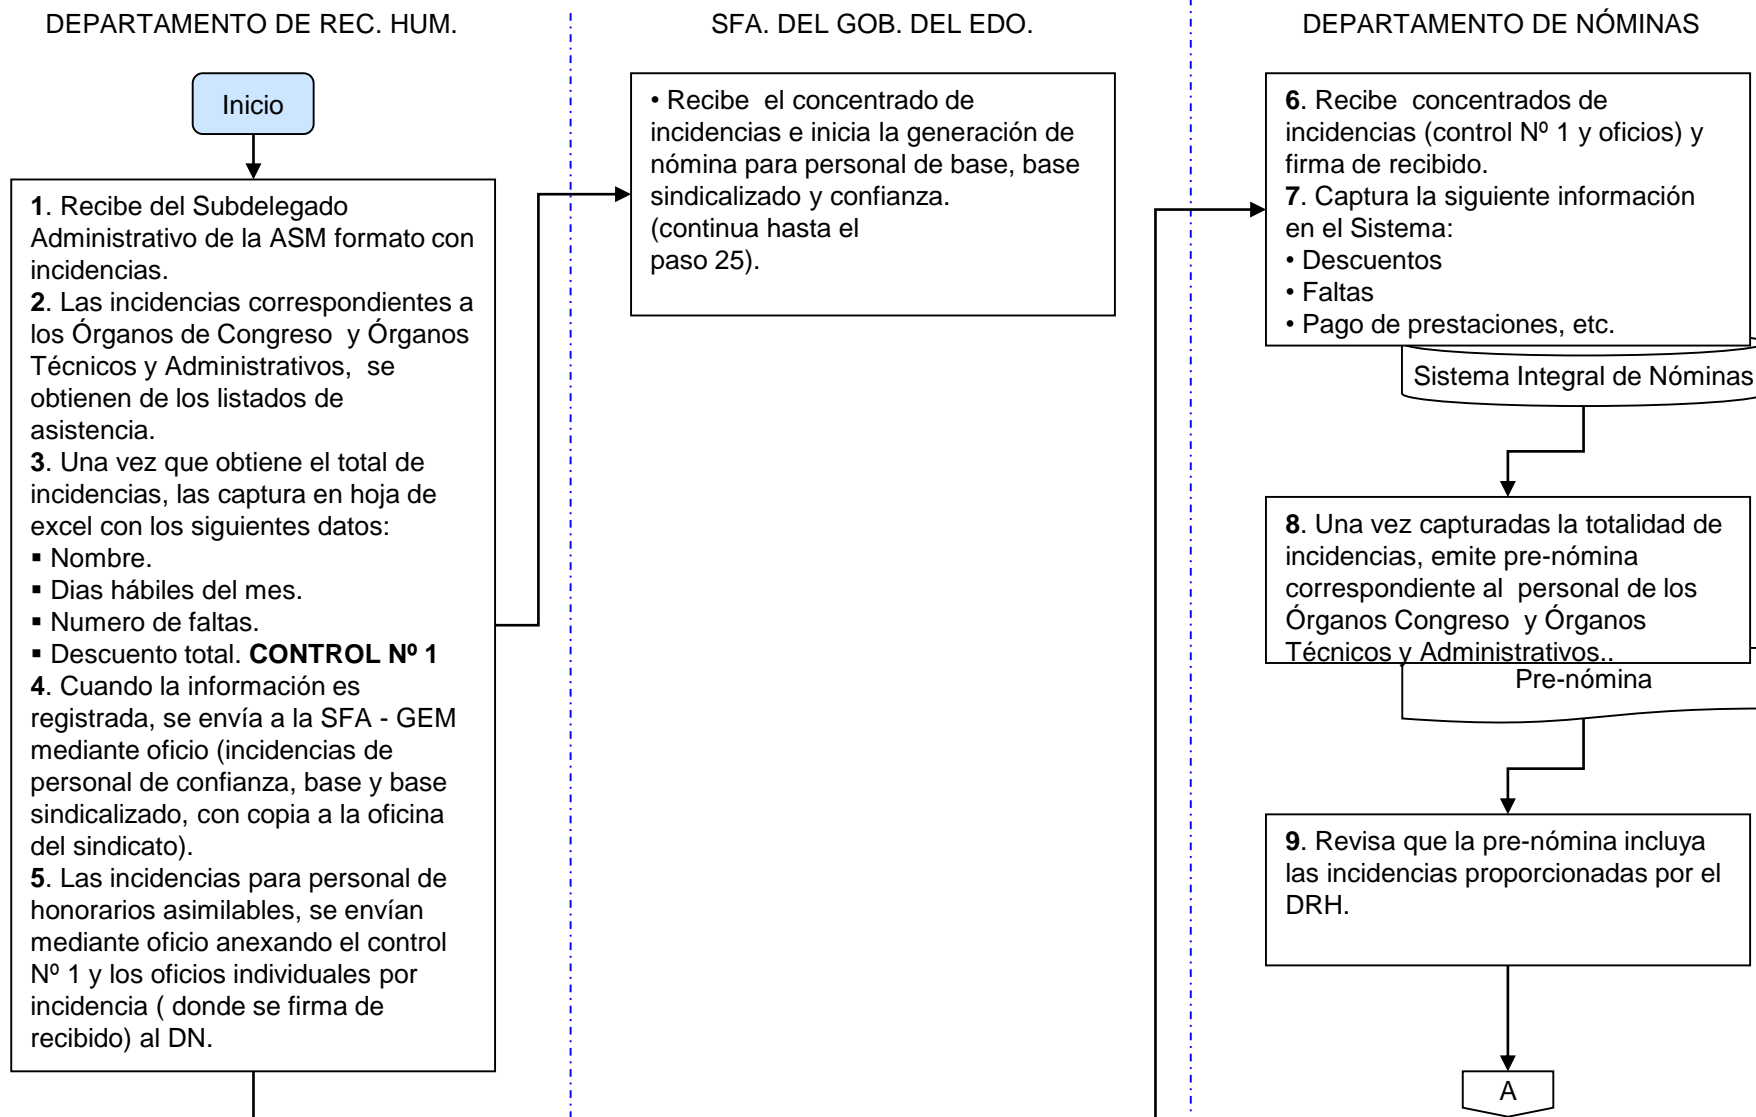 DEPARTAMENTO DE REC. HUM.
Inicio
1. Recibe del Subdelegado
Administrativo de la ASM formato con
incidencias.
2. Las incidencias correspondientes a
los Órganos de Congreso y Órganos
Técnicos y Administrativos, se
obtienen de los listados de
asistencia.
3. Una vez que obtiene el total de
incidencias, las captura en hoja de
excel con los siguientes datos:
▪ Nombre.
▪ Dias hábiles del mes.
▪ Numero de faltas.
▪ Descuento total. CONTROL Nº 1
4. Cuando la información es
registrada, se envía a la SFA - GEM
mediante oficio (incidencias de
personal de confianza, base y base
sindicalizado, con copia a la oficina
del sindicato).
5. Las incidencias para personal de
honorarios asimilables, se envían
mediante oficio anexando el control
Nº 1 y los oficios individuales por
incidencia ( donde se firma de
recibido) al DN.
SFA. DEL GOB. DEL EDO.
• Recibe el concentrado de
incidencias e inicia la generación de
nómina para personal de base, base
sindicalizado y confianza.
(continua hasta el
paso 25).
DEPARTAMENTO DE NÓMINAS
6. Recibe concentrados de
incidencias (control Nº 1 y oficios) y
firma de recibido.
7. Captura la siguiente información
en el Sistema:
• Descuentos
• Faltas
• Pago de prestaciones, etc.
Sistema Integral de Nóminas
8. Una vez capturadas la totalidad de
incidencias, emite pre-nómina
correspondiente al personal de los
Órganos Congreso y Órganos
Técnicos y Administrativos..
Pre-nómina
9. Revisa que la pre-nómina incluya
las incidencias proporcionadas por el
DRH.
A